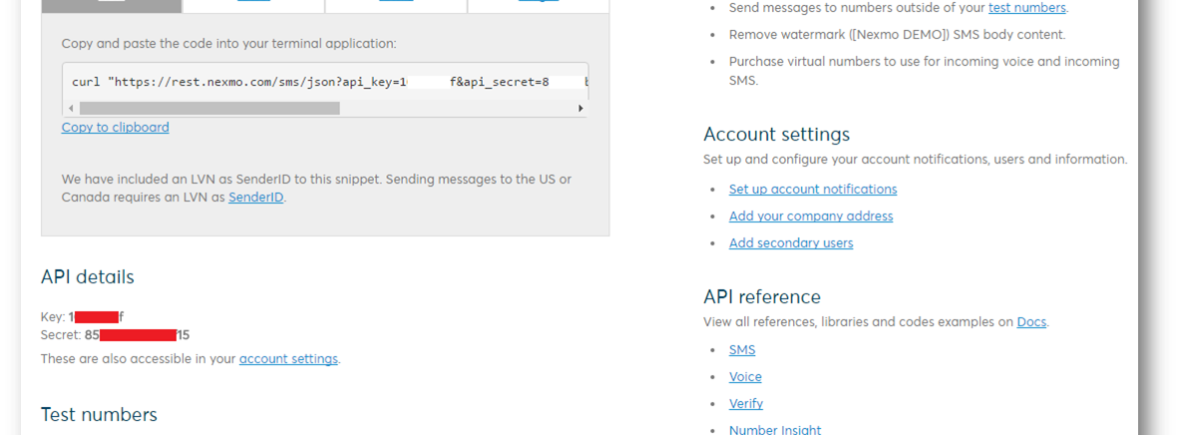 Copy and paste the code into your terminal application:
curl "https://rest.nexmo.com/sms/json?api_key=1 f&api_secret=8
Copy to clipboard
We have included an LVN as SenderID to this snippet. Sending messages to the US or
Canada requires an LVN as SenderID.
API details
Key: 1 f
Secret: 85 15
These are also accessible in your account settings.
Test numbers
Send messages to numbers outside of your test numbers.
Remove watermark ([Nexmo DEMO]) SMS body content.
Purchase virtual numbers to use for incoming voice and incoming
SMS.
Account settings
Set up and configure your account notifications, users and information.
Set up account notifications
Add your company address
Add secondary users
API reference
View all references, libraries and codes examples on Docs.
SMS
Voice
Verify
Number Insight